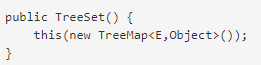 public TreeSet() {
    this(new TreeMap<E,Object>());
}